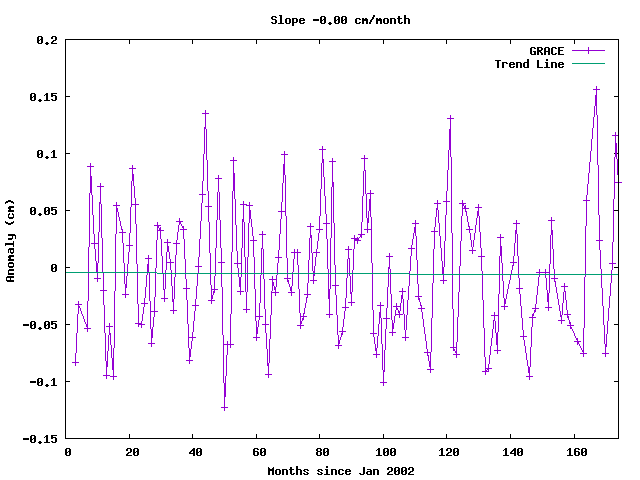 Slope -0.00 cm/month
0.2
GRACE
Trend Line
0.15
0.1
0.05
0
-0.05
-0.1
-0.15
Anomaly (cm)
0 20 40 60 80 100 120 140 160
Months since Jan 2002